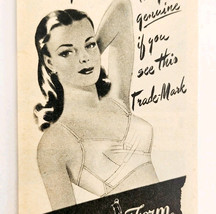 genuine
if you
see this
Trade-Mark
Form